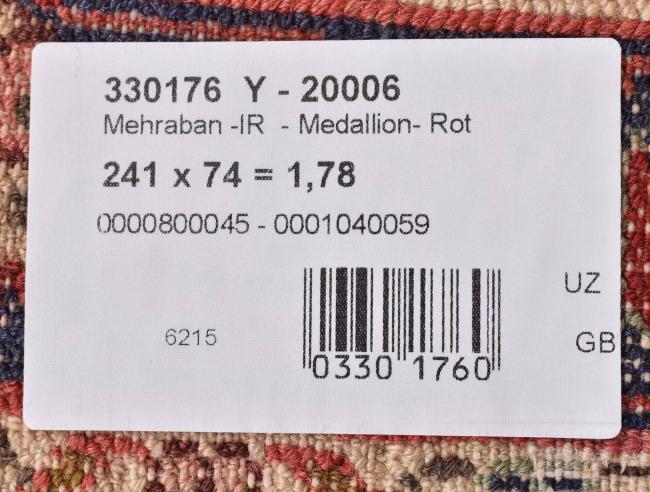 330176 Y - 20006
Mehraban -IR - Medallion- Rot
241 x 74 = 1,78
0000800045 - 0001040059
UZ
6215
GB
0330 1760